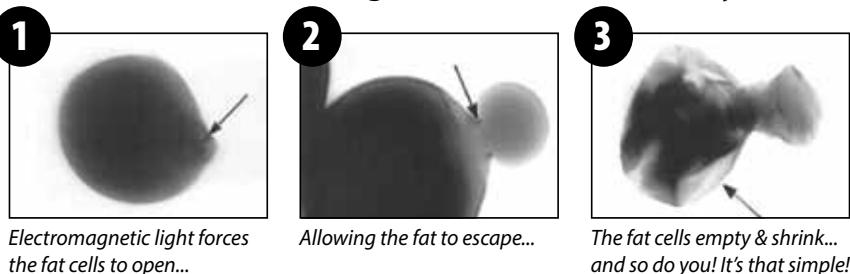 1
2
3
Electromagnetic light forces
the fat cells to open...
Allowing the fat to escape...
The fat cells empty & shrink...
and so do you! It's that simple!